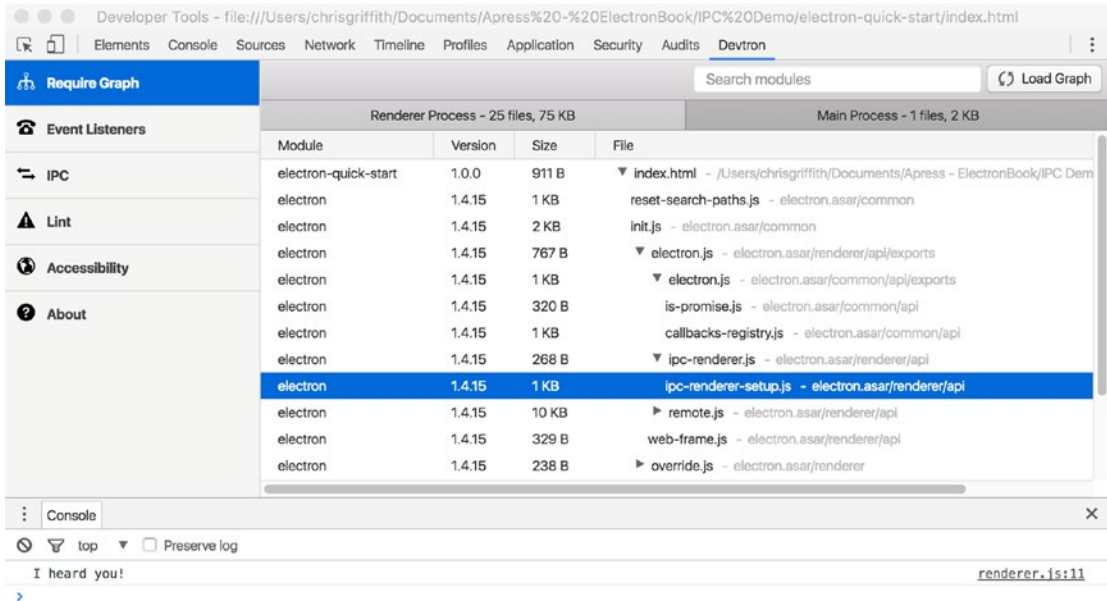 Developer Tools - file:///Users/chrisgriffith/Documents/Apress%20-%20ElectronBook/IPC%20Demo/electron-quick-start/index.html
Elements Console Sources Network Timeline Profiles Application Security Audits Devtron
Require Graph
Search modules
Load Graph
Event Listeners
IPC
Lint
Accessibility
About
Renderer Process - 25 files, 75 KB
Main Process - 1 files, 2 KB
Module Version Size File
electron-quick-start 1.0.0 911 B ▼ index.html - /Users/chrisgriffith/Documents/Apress - ElectronBook/IPC Dem
electron 1.4.15 1 KB reset-search-paths.js - electron.asar/common
electron 1.4.15 2 KB init.js - electron.asar/common
electron 1.4.15 767 B ▼ electron.js - electron.asar/renderer/api/exports
electron 1.4.15 1 KB ▼ electron.js - electron.asar/common/api/exports
electron 1.4.15 320 B is-promise.js - electron.asar/common/api
electron 1.4.15 1 KB callbacks-registry.js - electron.asar/common/api
electron 1.4.15 268 B ▼ ipc-renderer.js - electron.asar/renderer/api
electron 1.4.15 1 KB ipc-renderer-setup.js - electron.asar/renderer/api
electron 1.4.15 10 KB ▶ remote.js - electron.asar/renderer/api
electron 1.4.15 329 B web-frame.js - electron.asar/renderer/api
electron 1.4.15 238 B ▶ override.js - electron.asar/renderer
Console
top ▼ Preserve log
I heard you! renderer.js:11
>